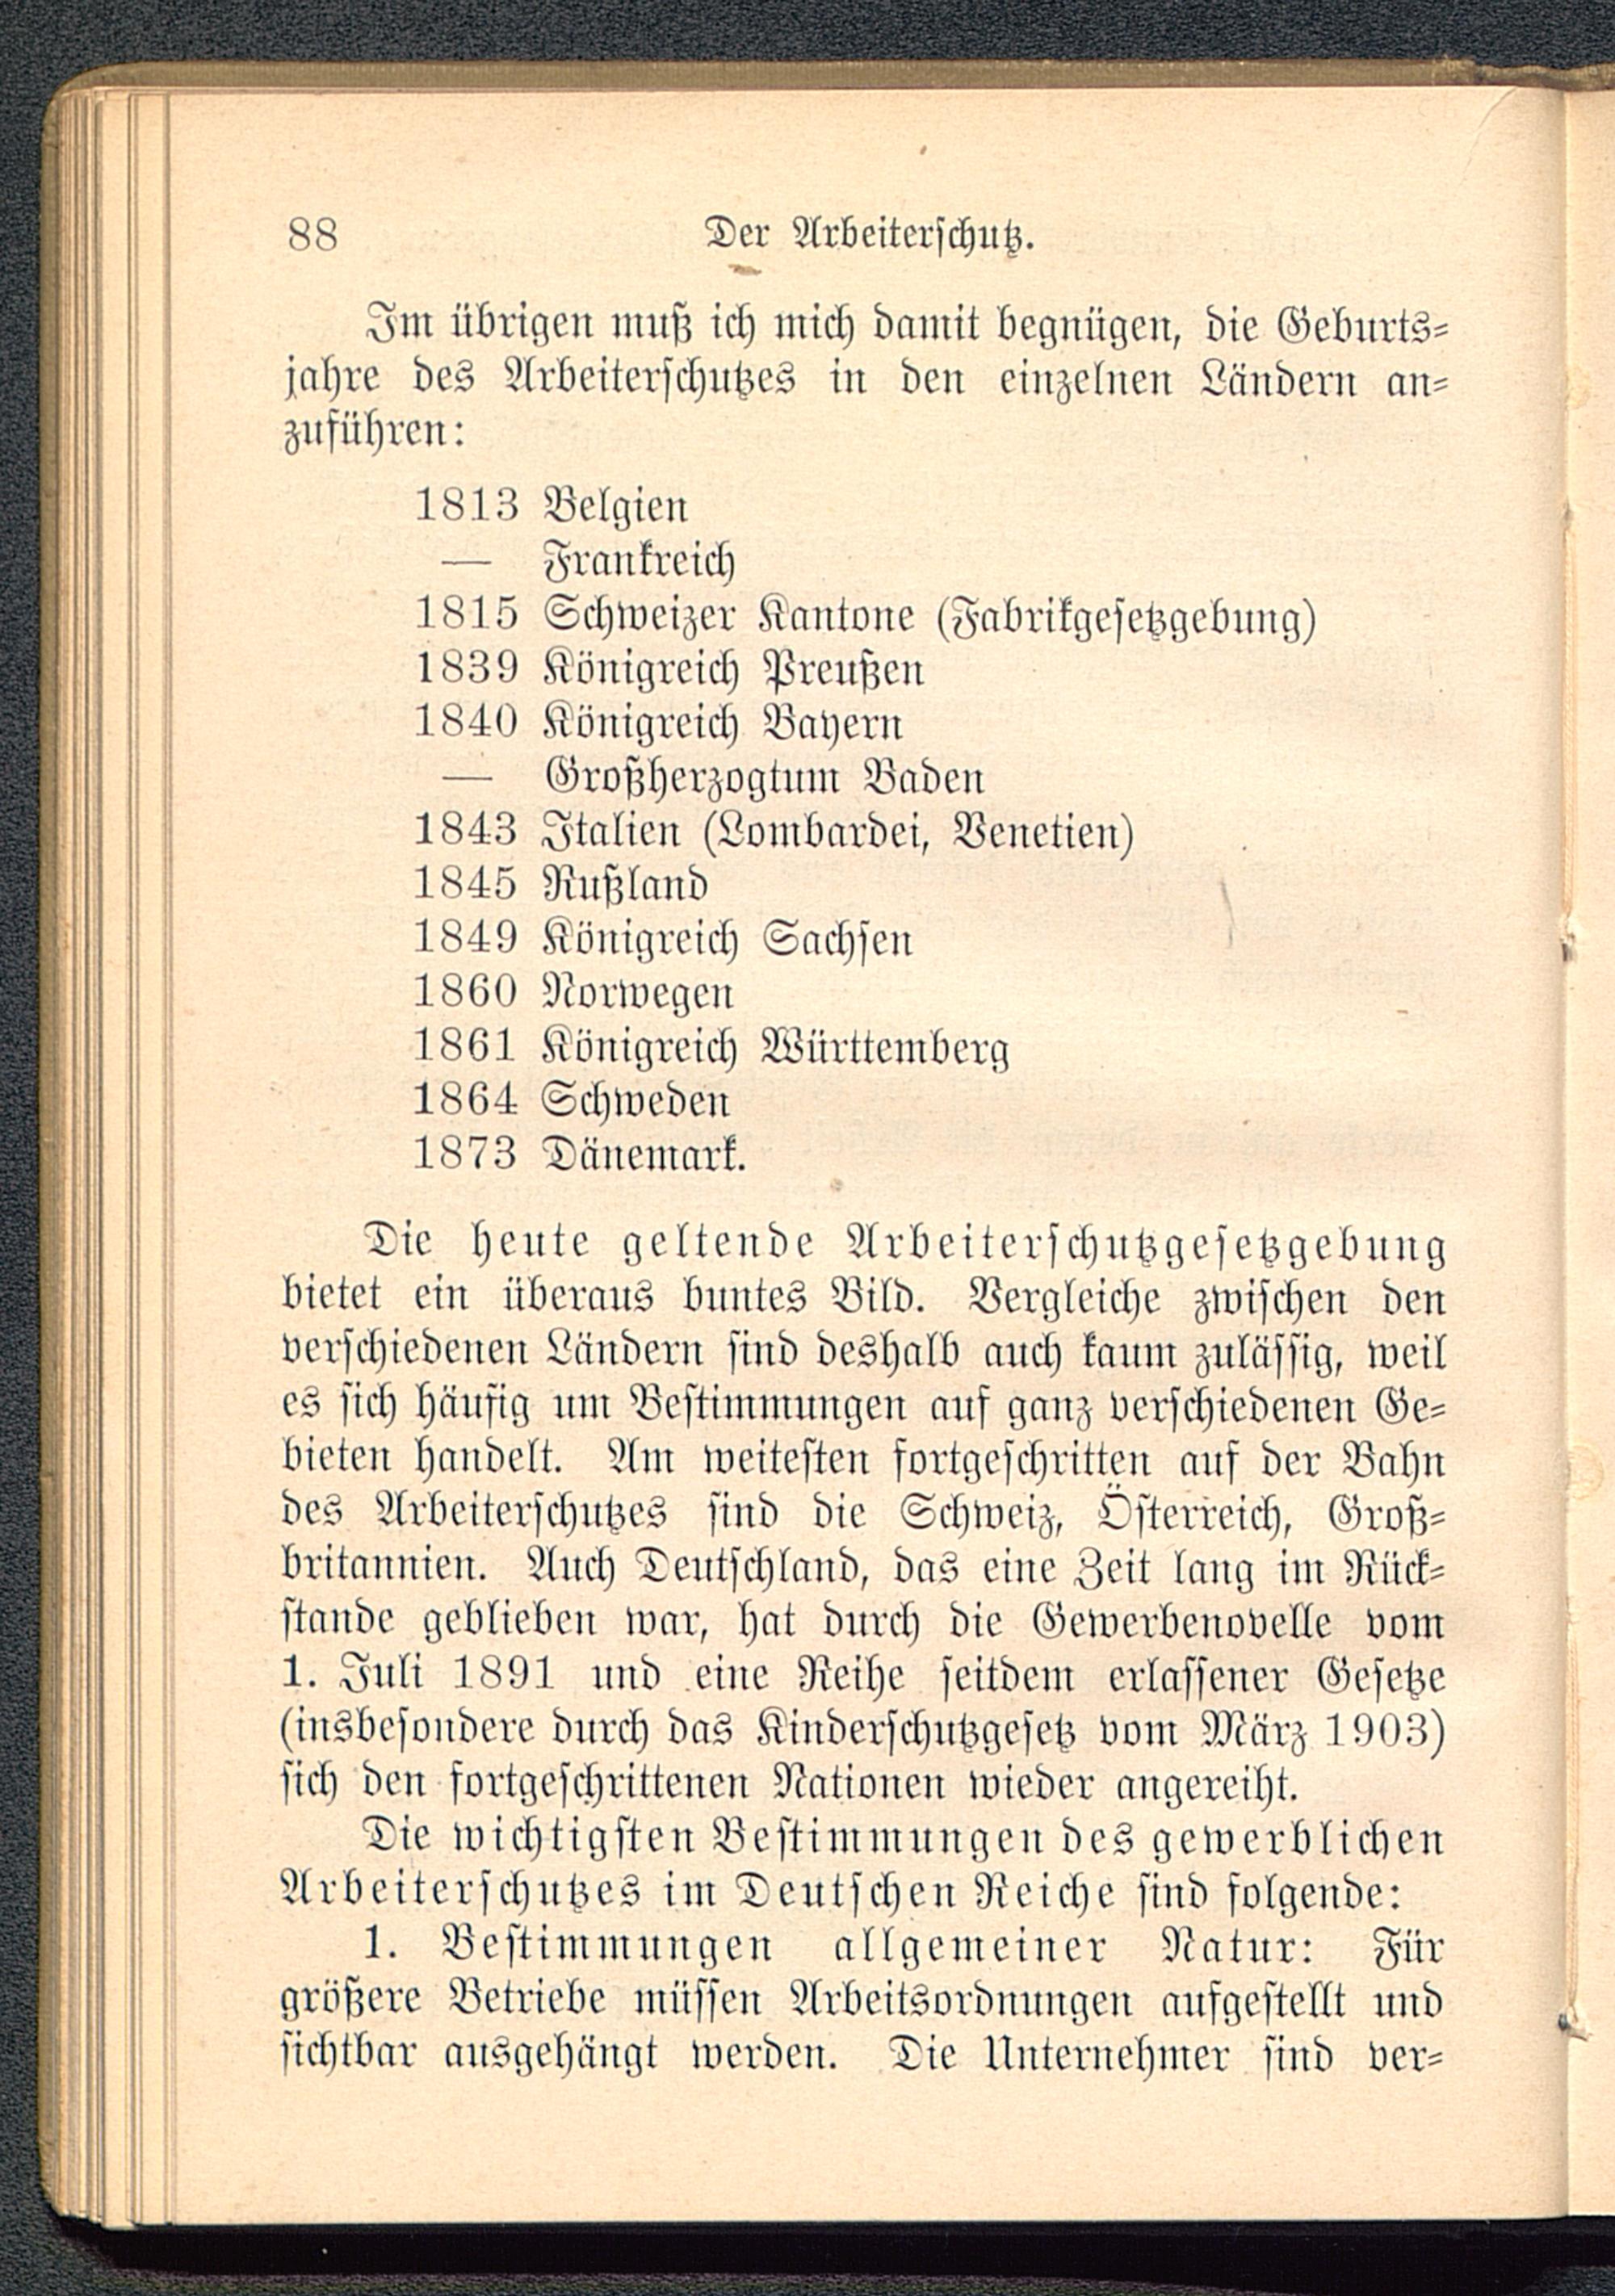 88 Der Arbeiterschutz.
Im übrigen muß ich mich damit begnügen, die Geburts-
jahre des Arbeiterschutzes in den einzelnen Ländern an-
zuführen:
1813 Belgien
— Frankreich
1815 Schweizer Kantone (Fabrikgesetzgebung)
1839 Königreich Preußen
1840 Königreich Bayern
— Großherzogtum Baden
1843 Italien (Lombardei, Venetien)
1845 Rußland
1849 Königreich Sachsen
1860 Norwegen
1861 Königreich Württemberg
1864 Schweden
1873 Dänemark.
Die heute geltende Arbeiterschutzgesetzgebung
bietet ein überaus buntes Bild. Vergleiche zwischen den
verschiedenen Ländern sind deshalb auch kaum zulässig, weil
es sich häufig um Bestimmungen auf ganz verschiedenen Ge-
bieten handelt. Am weitesten fortgeschritten auf der Bahn
des Arbeiterschutzes sind die Schweiz, Österreich, Groß-
britannien. Auch Deutschland, das eine Zeit lang im Rück-
stande geblieben war, hat durch die Gewerbenovelle vom
1. Juli 1891 und eine Reihe seitdem erlassener Gesetze
(insbesondere durch das Kinderschutzgesetz vom März 1903)
sich den fortgeschrittenen Nationen wieder angereiht.
Die wichtigsten Bestimmungen des gewerblichen
Arbeiterschutzes im Deutschen Reiche sind folgende:
1. Bestimmungen allgemeiner Natur: Für
größere Betriebe müssen Arbeitsordnungen aufgestellt und
sichtbar ausgehängt werden. Die Unternehmer sind ver-